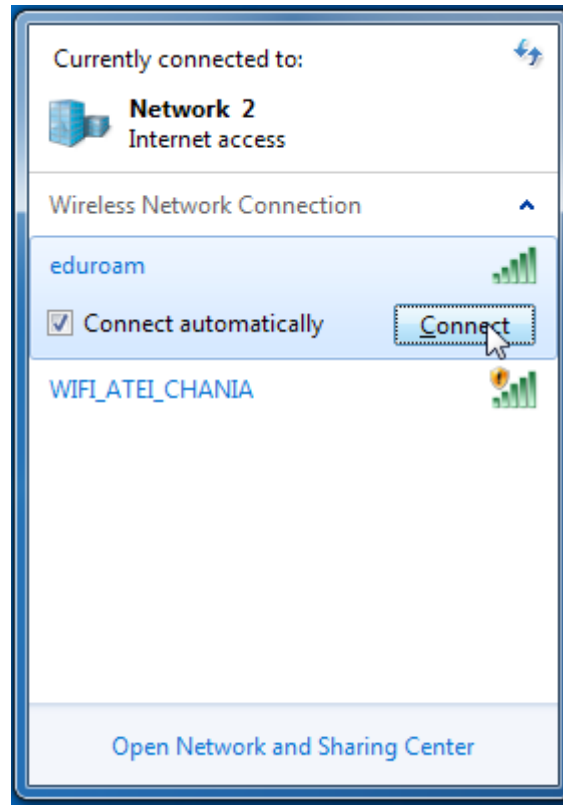 Currently connected to:
Network 2
Internet access
Wireless Network Connection
eduroam
Connect automatically
Connect
WIFI_ATEI_CHANIA
Open Network and Sharing Center